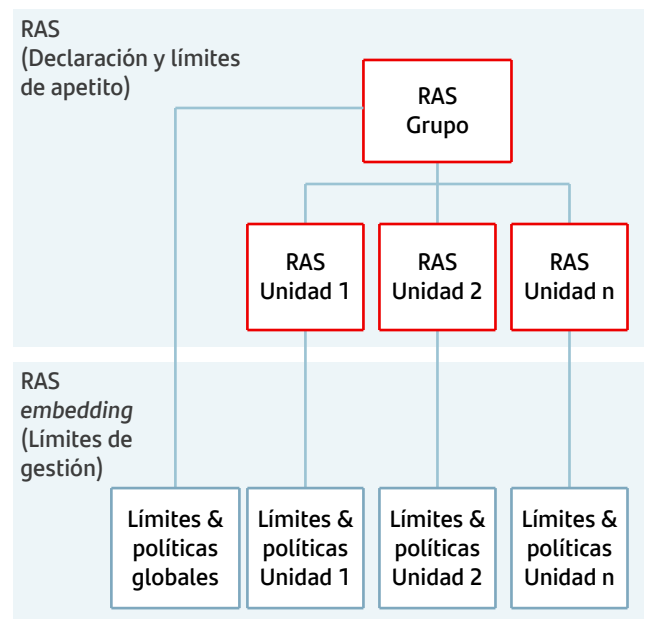 RAS
(Declaración y límites
de apetito)
RAS
Grupo
RAS
Unidad 1
RAS
Unidad 2
RAS
Unidad n
RAS
embedding
(Límites de
gestión)
Límites &
políticas
globales
Límites &
políticas
Unidad 1
Límites &
políticas
Unidad 2
Límites &
políticas
Unidad n